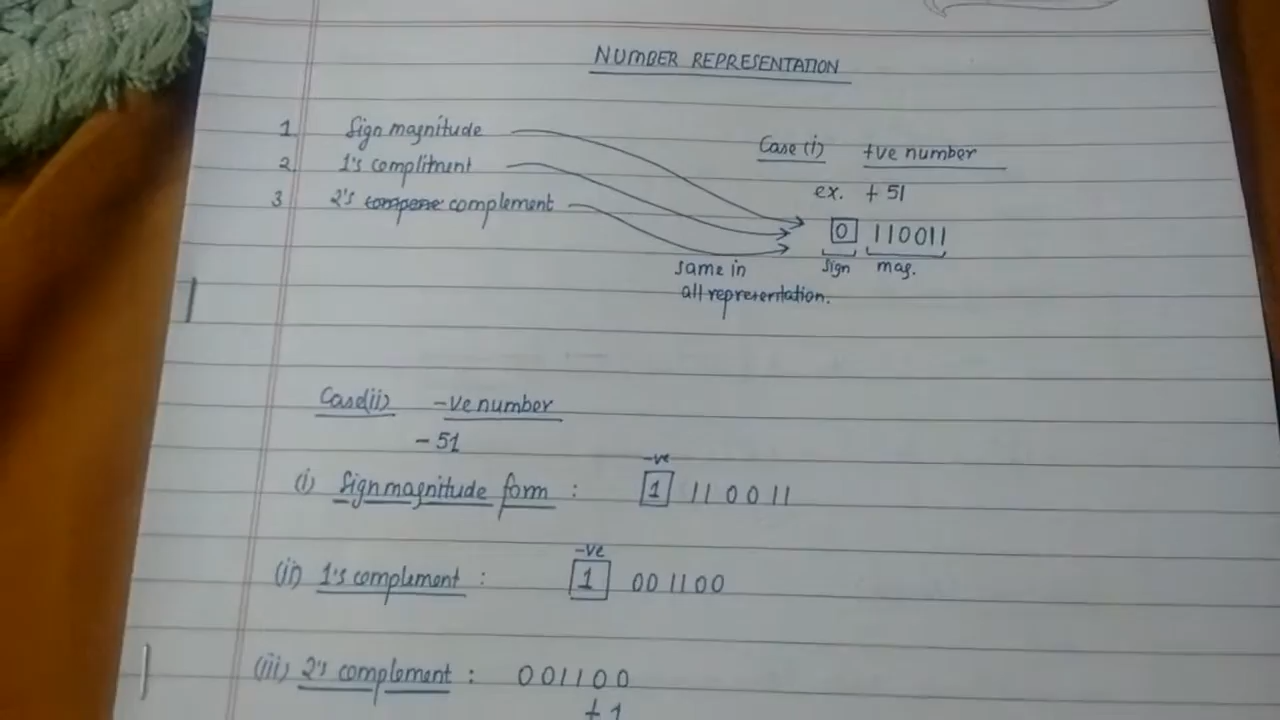 NUMBER REPRESENTATION
1 Sign magnitude
2. 1's compliment
3 2's compene complement
Case (i) +ve number
ex. + 51
0 110011
sign mag.
same in
all representation.
Case(ii) -ve number
- 51
-ve
(i) Sign magnitude form : 1 110011
-ve
(ii) 1's complement : 1 001100
(iii) 2's complement : 001100
+ 1